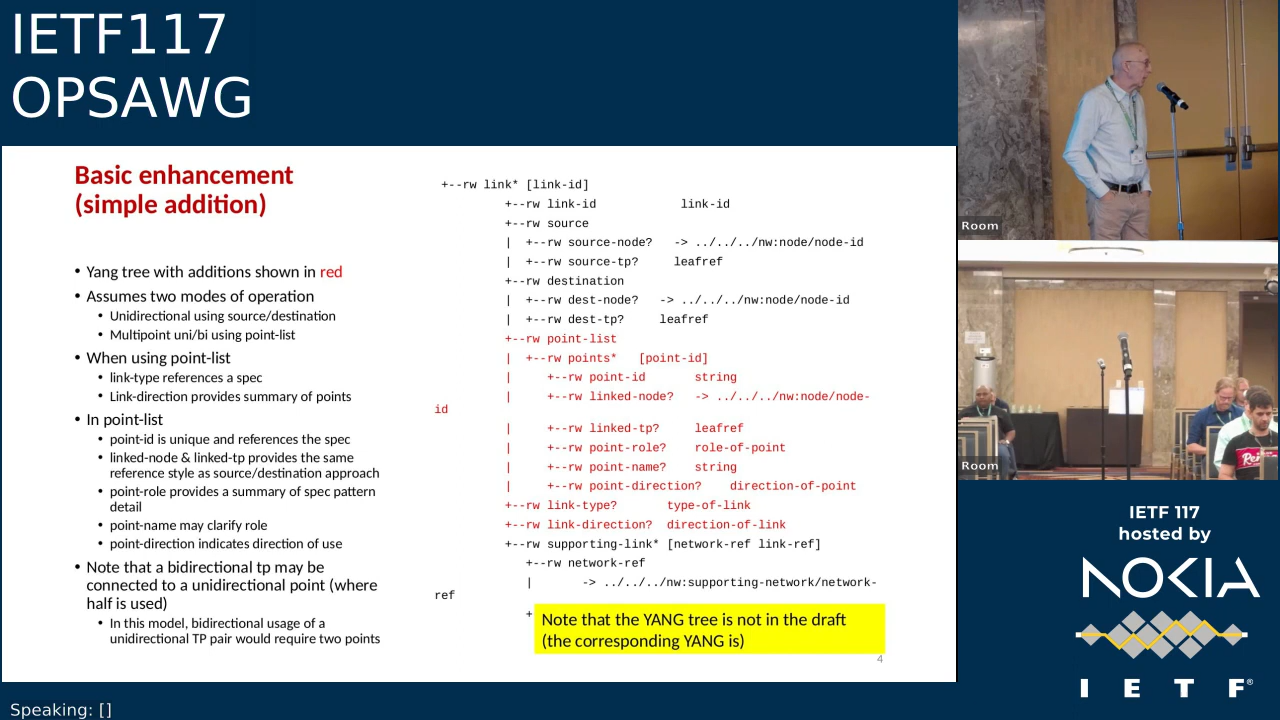 IETF117
OPSAWG
Basic enhancement
(simple addition)
• Yang tree with additions shown in red
• Assumes two modes of operation
• Unidirectional using source/destination
• Multipoint uni/bi using point-list
• When using point-list
• link-type references a spec
• Link-direction provides summary of points
• In point-list
• point-id is unique and references the spec
• linked-node & linked-tp provides the same
reference style as source/destination approach
• point-role provides a summary of spec pattern
detail
• point-name may clarify role
• point-direction indicates direction of use
• Note that a bidirectional tp may be
connected to a unidirectional point (where
half is used)
• In this model, bidirectional usage of a
unidirectional TP pair would require two points
+--rw link* [link-id]
+--rw link-id            link-id
+--rw source
|  +--rw source-node?   -> ../../../nw:node/node-id
|  +--rw source-tp?     leafref
+--rw destination
|  +--rw dest-node?   -> ../../../nw:node/node-id
|  +--rw dest-tp?     leafref
+--rw point-list
|  +--rw points*   [point-id]
|     +--rw point-id       string
|     +--rw linked-node?   -> ../../../nw:node/node-
id
|     +--rw linked-tp?     leafref
|     +--rw point-role?    role-of-point
|     +--rw point-name?    string
|     +--rw point-direction?    direction-of-point
+--rw link-type?       type-of-link
+--rw link-direction?  direction-of-link
+--rw supporting-link* [network-ref link-ref]
+--rw network-ref
|       -> ../../../nw:supporting-network/network-
ref
+
Note that the YANG tree is not in the draft
(the corresponding YANG is)
4
Room
Room
IETF 117
hosted by
NOKIA
I E T F®
Speaking: []